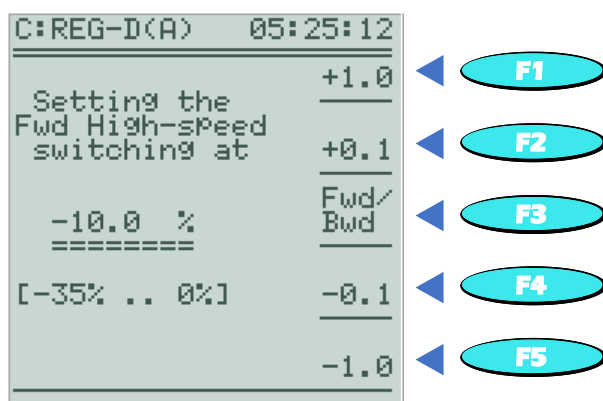 C:REG-D(A) 05:25:12
+1.0 F1
Setting the
Fwd High-speed
switching at +0.1 F2
Fwd/
Bwd F3
-10.0 %
========
[-35% .. 0%] -0.1 F4
-1.0 F5